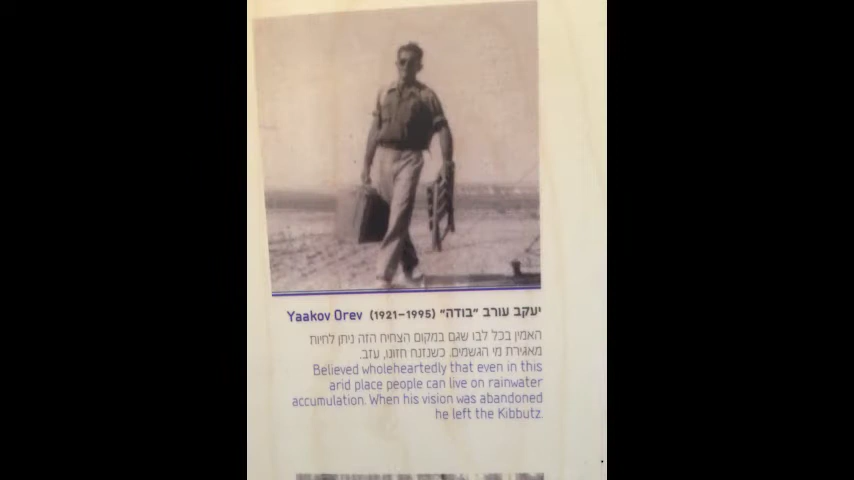 יעקב עורב "בודה" (1921-1995) Yaakov Orev
האמין בכל לבו שגם במקום הצחיח הזה ניתן לחיות
מאגירת מי הגשמים. כשנזנח חזונו, עזב.
Believed wholeheartedly that even in this
arid place people can live on rainwater
accumulation. When his vision was abandoned
he left the Kibbutz.